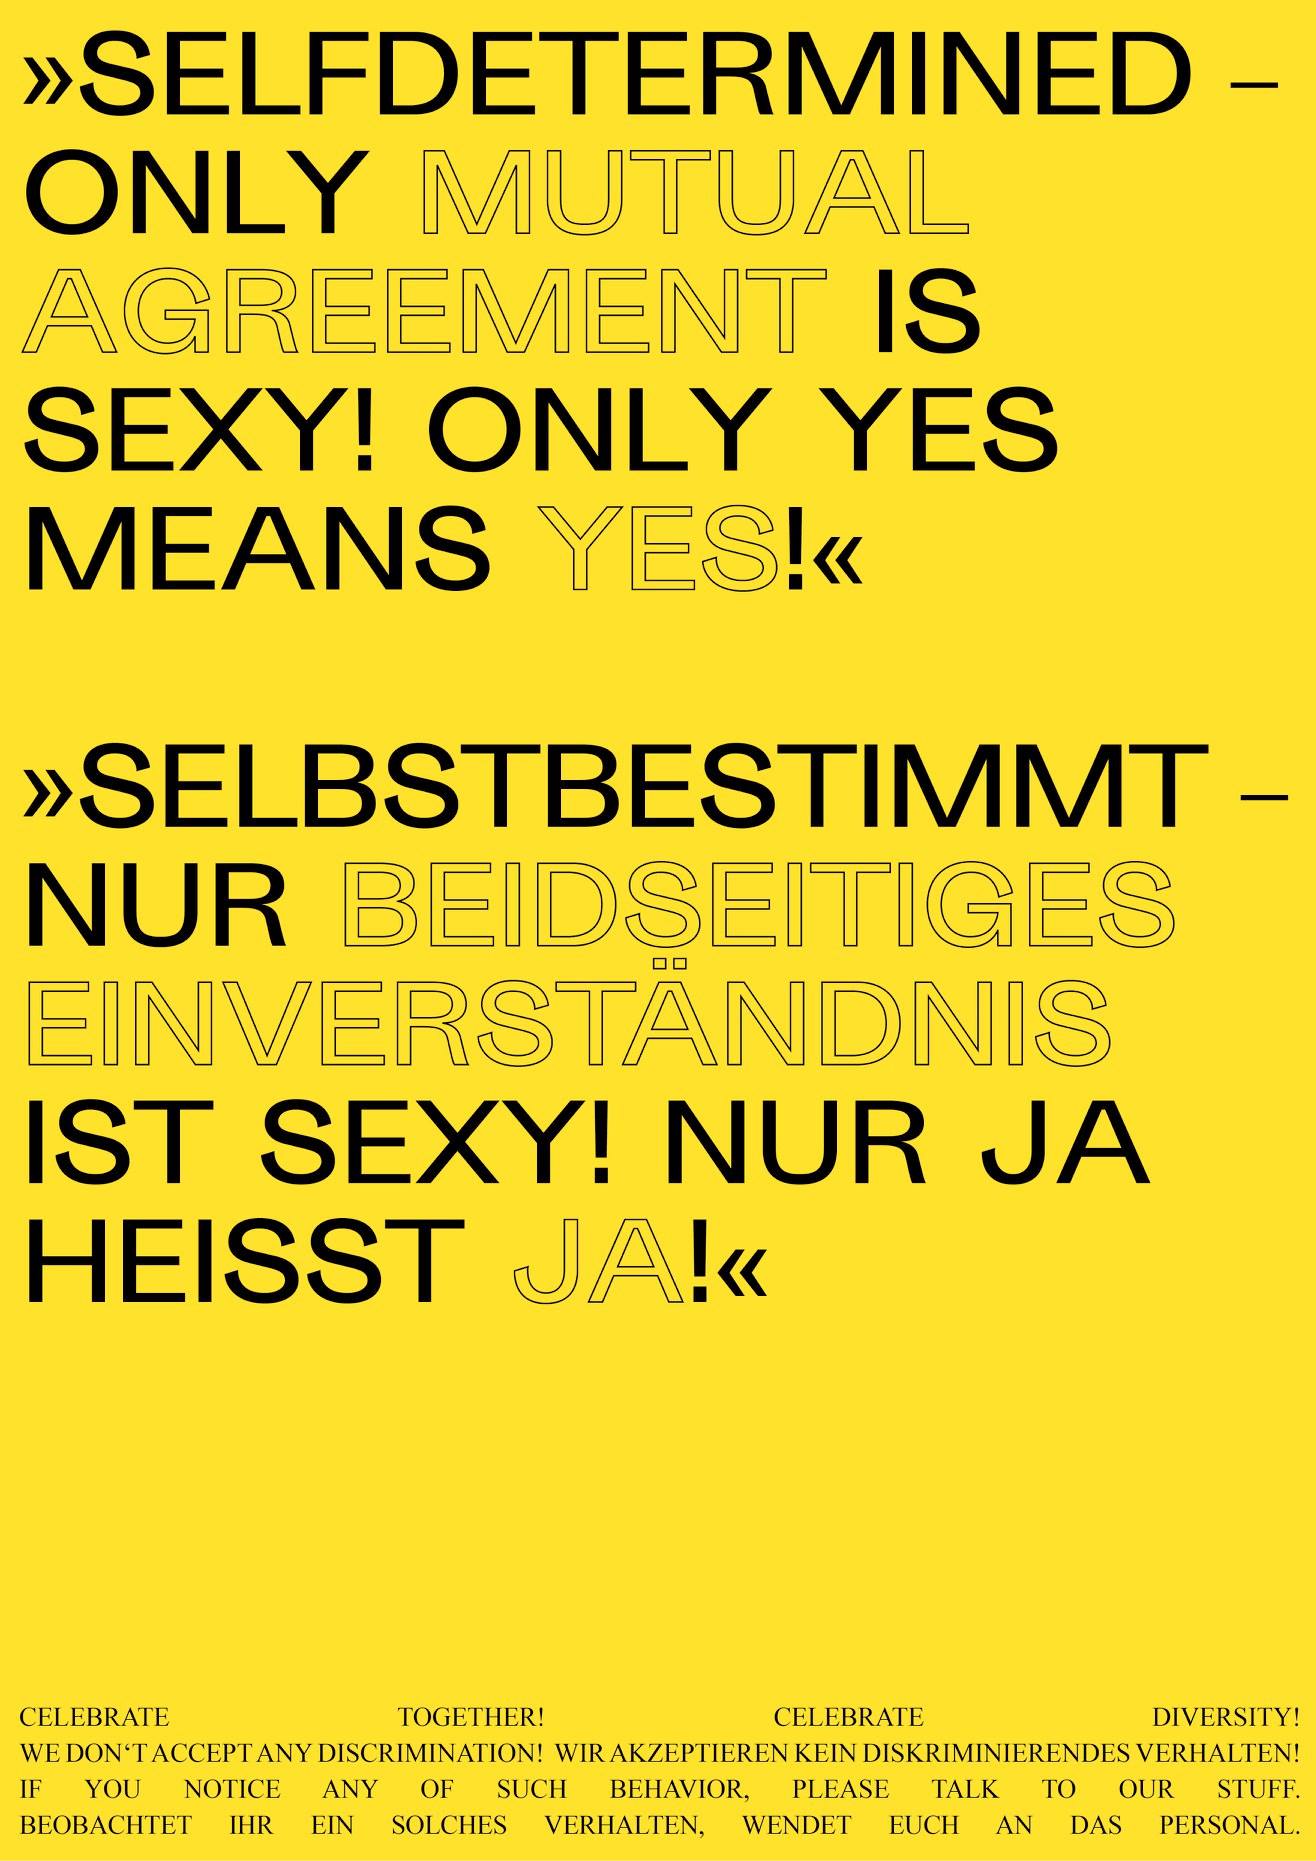 »SELFDETERMINED –
ONLY MUTUAL
AGREEMENT IS
SEXY! ONLY YES
MEANS YES!«
»SELBSTBESTIMMT –
NUR BEIDSEITIGES
EINVERSTÄNDNIS
IST SEXY! NUR JA
HEISST JA!«
CELEBRATE TOGETHER! CELEBRATE DIVERSITY!
WE DON‘T ACCEPT ANY DISCRIMINATION! WIR AKZEPTIEREN KEIN DISKRIMINIERENDES VERHALTEN!
IF YOU NOTICE ANY OF SUCH BEHAVIOR, PLEASE TALK TO OUR STUFF.
BEOBACHTET IHR EIN SOLCHES VERHALTEN, WENDET EUCH AN DAS PERSONAL.